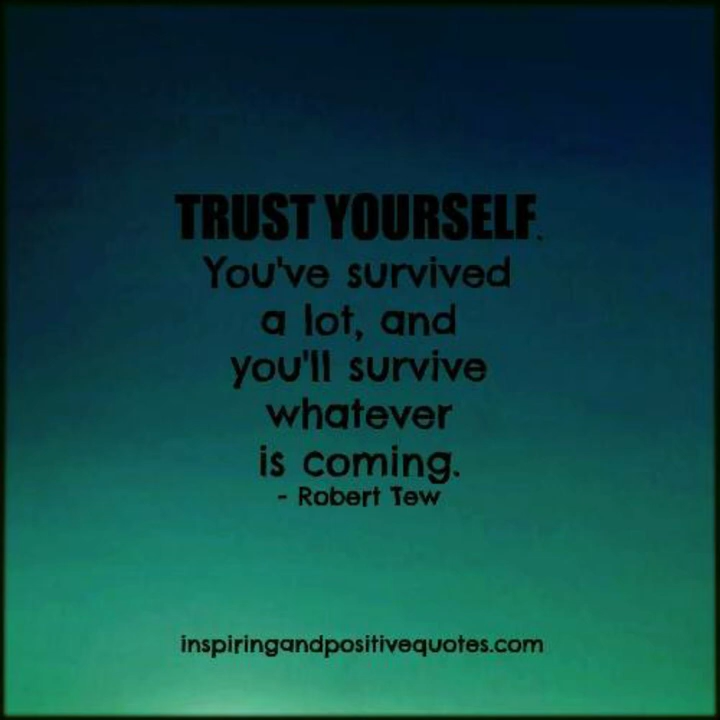 TRUST YOURSELF.
You've survived
a lot, and
you'll survive
whatever
is coming.
- Robert Tew
inspiringandpositivequotes.com